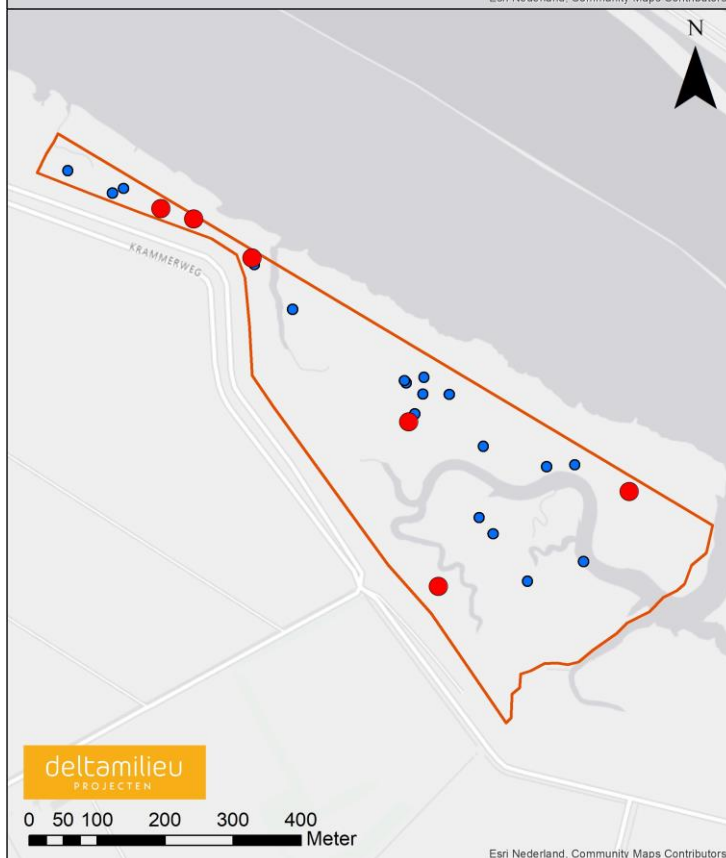 Esri Nederland, Community Maps Contributors
N
KRAMMERWEG
deltamilieu
PROJECTEN
0 50 100 200 300 400
Meter
Esri Nederland, Community Maps Contributors